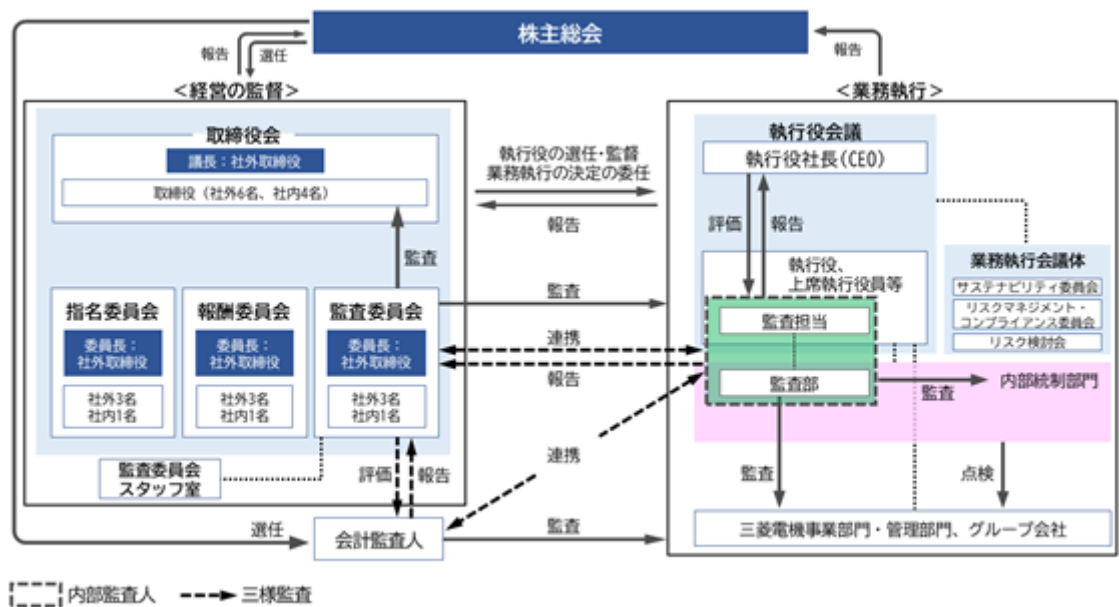 株主総会
報告
選任
報告
<経営の監督>
<業務執行>
取締役会
議長：社外取締役
取締役（社外6名、社内4名）
執行役の選任・監督
業務執行の決定の委任
報告
執行役会議
執行役社長(CEO)
評価
報告
監査
執行役、
上席執行役員等
業務執行会議体
サステナビリティ委員会
リスクマネジメント・
コンプライアンス委員会
リスク検討会
指名委員会
委員長：
社外取締役
社外3名
社内1名
報酬委員会
委員長：
社外取締役
社外3名
社内1名
監査委員会
委員長：
社外取締役
社外3名
社内1名
監査
連携
報告
監査担当
監査部
監査
内部統制部門
監査委員会
スタッフ室
評価
報告
連携
監査
点検
選任
会計監査人
監査
三菱電機事業部門・管理部門、グループ会社
内部監査人
三様監査